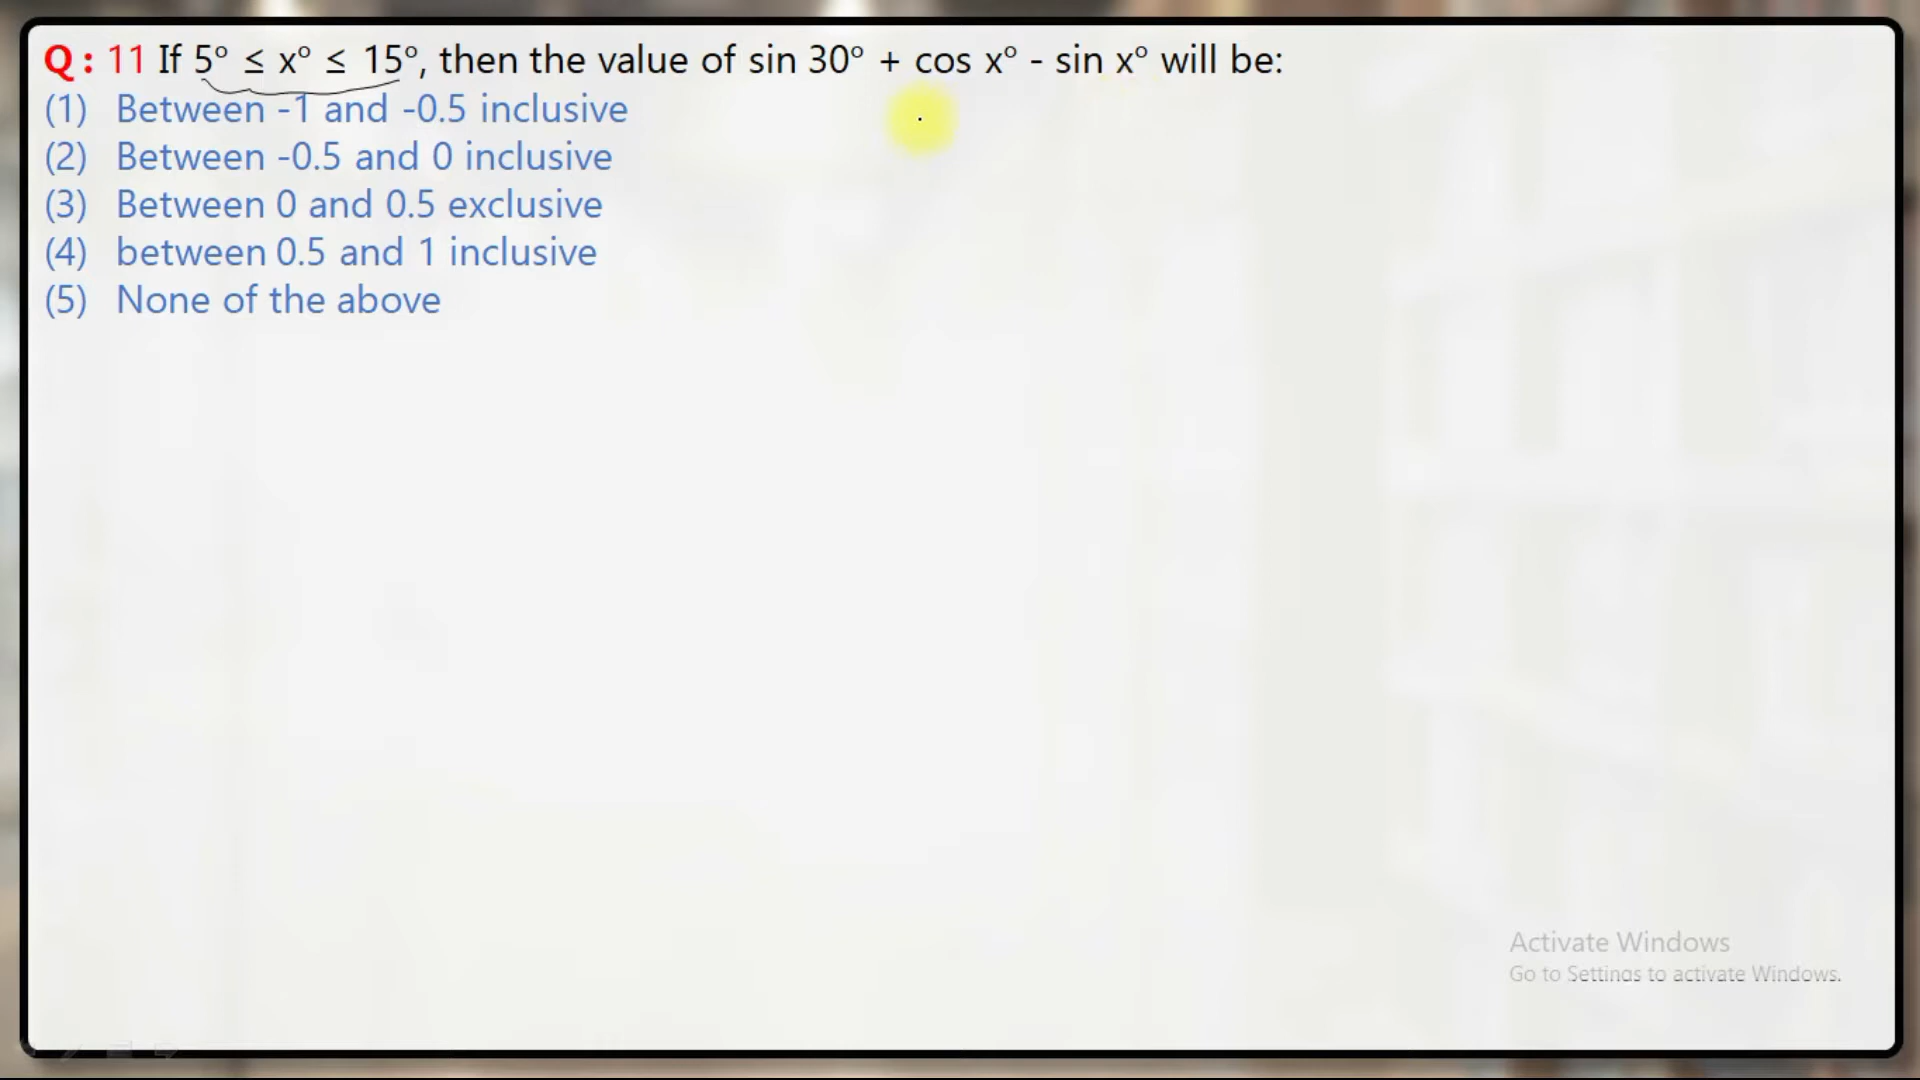 Q : 11 If 5° ≤ x° ≤ 15°, then the value of sin 30° + cos x° - sin x° will be:
(1) Between -1 and -0.5 inclusive
(2) Between -0.5 and 0 inclusive
(3) Between 0 and 0.5 exclusive
(4) between 0.5 and 1 inclusive
(5) None of the above
Activate Windows
Go to Settings to activate Windows.